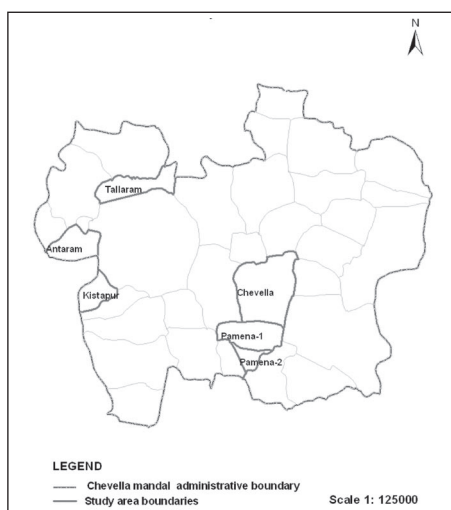 N
Tallaram
Antaram
Kistapur
Chevella
Pamena-1
Pamena-2
LEGEND
Chevella mandal administrative boundary
Study area boundaries
Scale 1: 125000